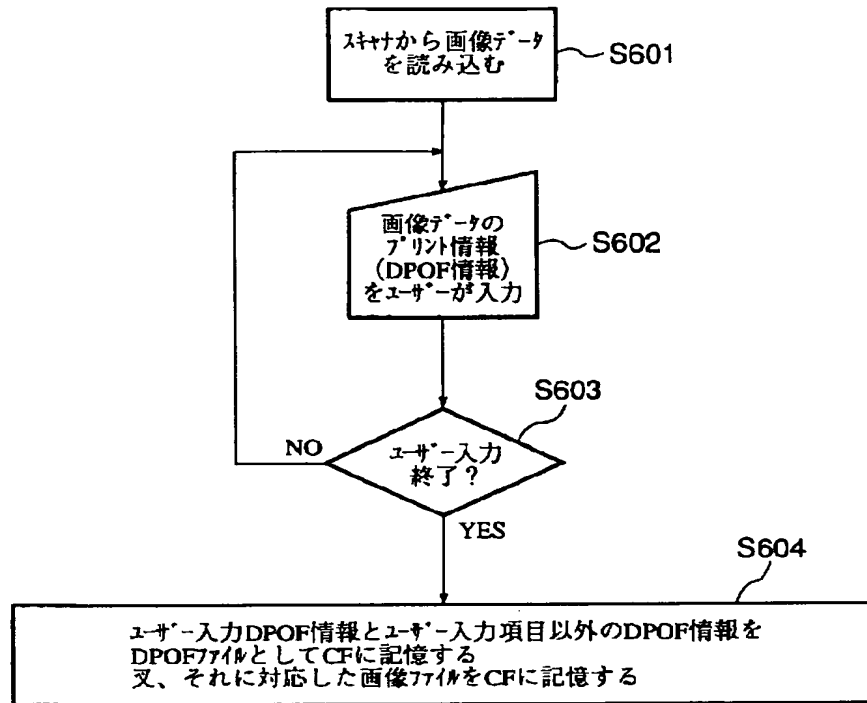 ｽｷｬﾅから画像ﾃﾞｰﾀ
を読み込む
S601
画像ﾃﾞｰﾀの
ﾌﾟﾘﾝﾄ情報
(DPOF情報)
をﾕｰｻﾞｰが入力
S602
S603
ﾕｰｻﾞｰ入力
終了？
NO
YES
S604
ﾕｰｻﾞｰ入力DPOF情報とﾕｰｻﾞｰ入力項目以外のDPOF情報を
DPOFﾌｧｲﾙとしてCFに記憶する
叉、それに対応した画像ﾌｧｲﾙをCFに記憶する